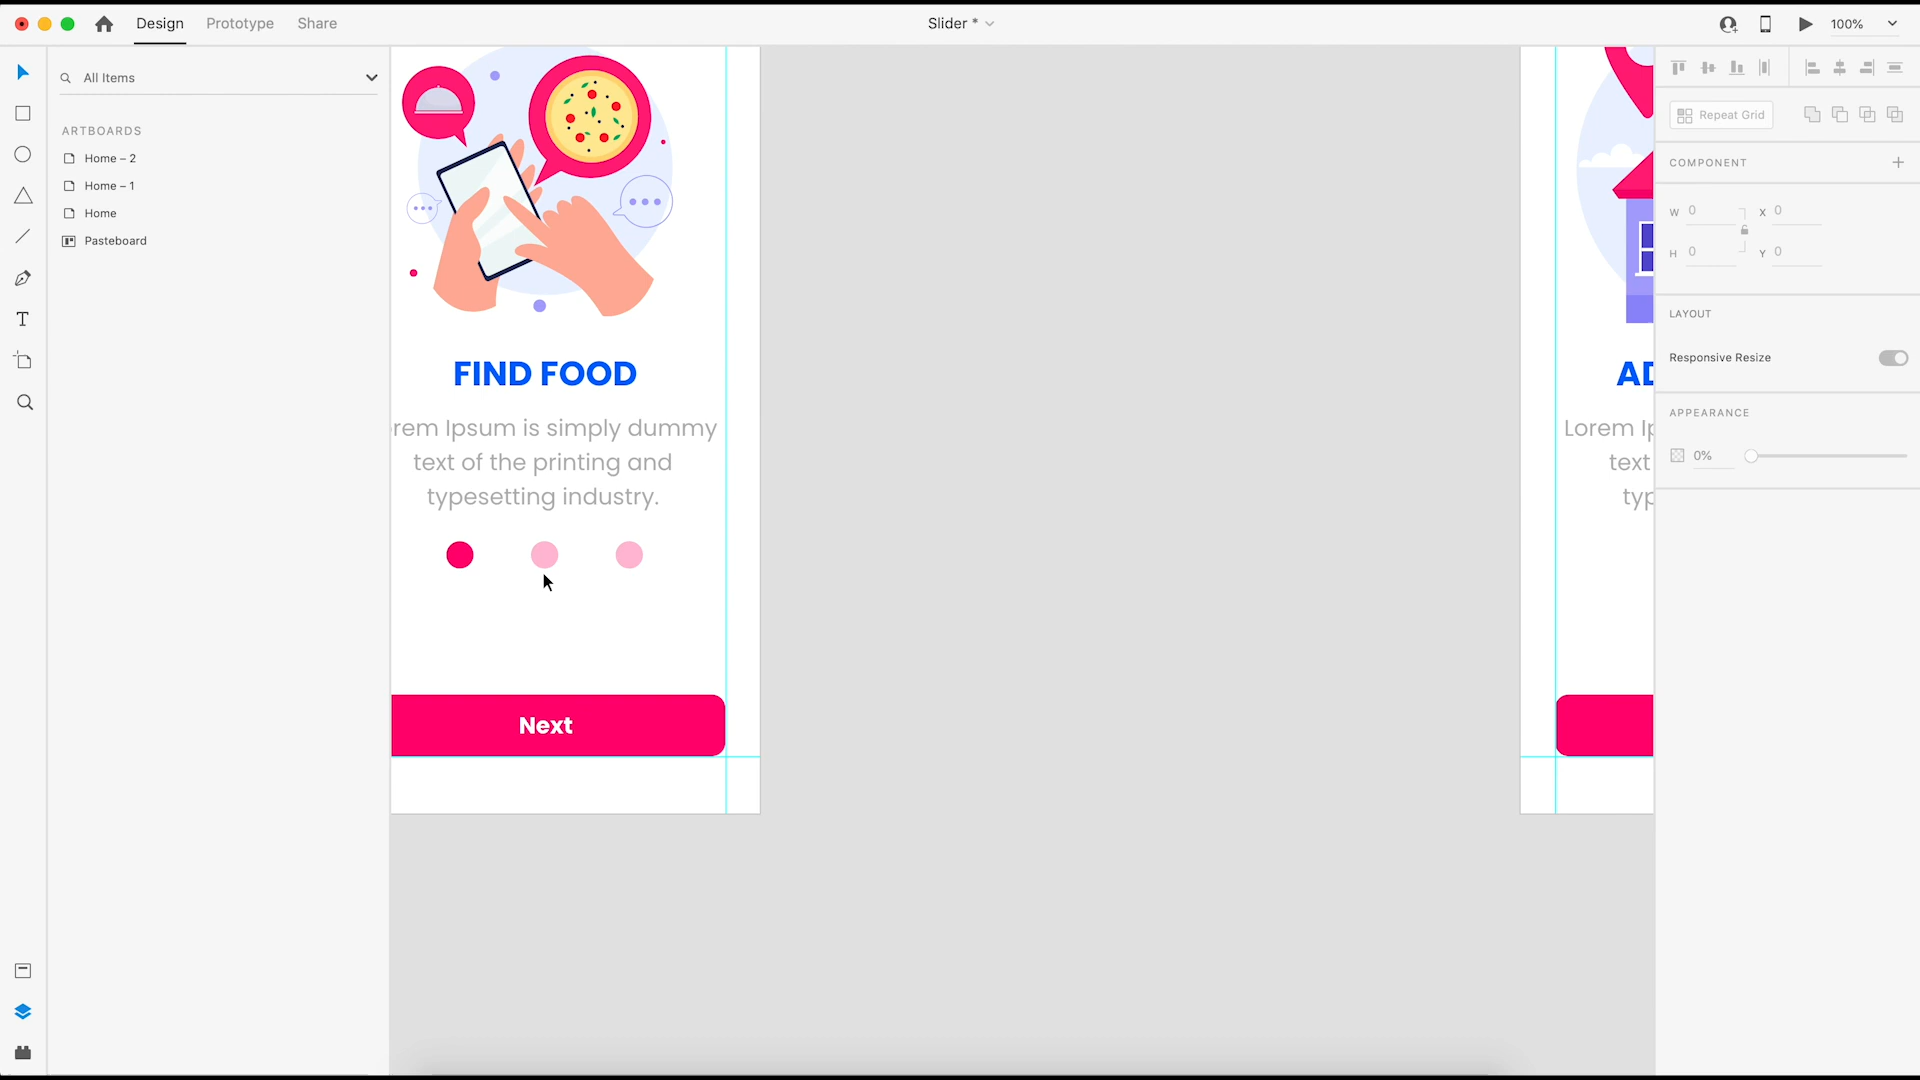 Design
Prototype
Share
Slider *
100%
All Items
ARTBOARDS
Home – 2
Home – 1
Home
Pasteboard
FIND FOOD
rem Ipsum is simply dummy
text of the printing and
typesetting industry.
Next
AD
Lorem Ip
text
typ
Repeat Grid
COMPONENT
W 0
X 0
H 0
Y 0
LAYOUT
Responsive Resize
APPEARANCE
0%